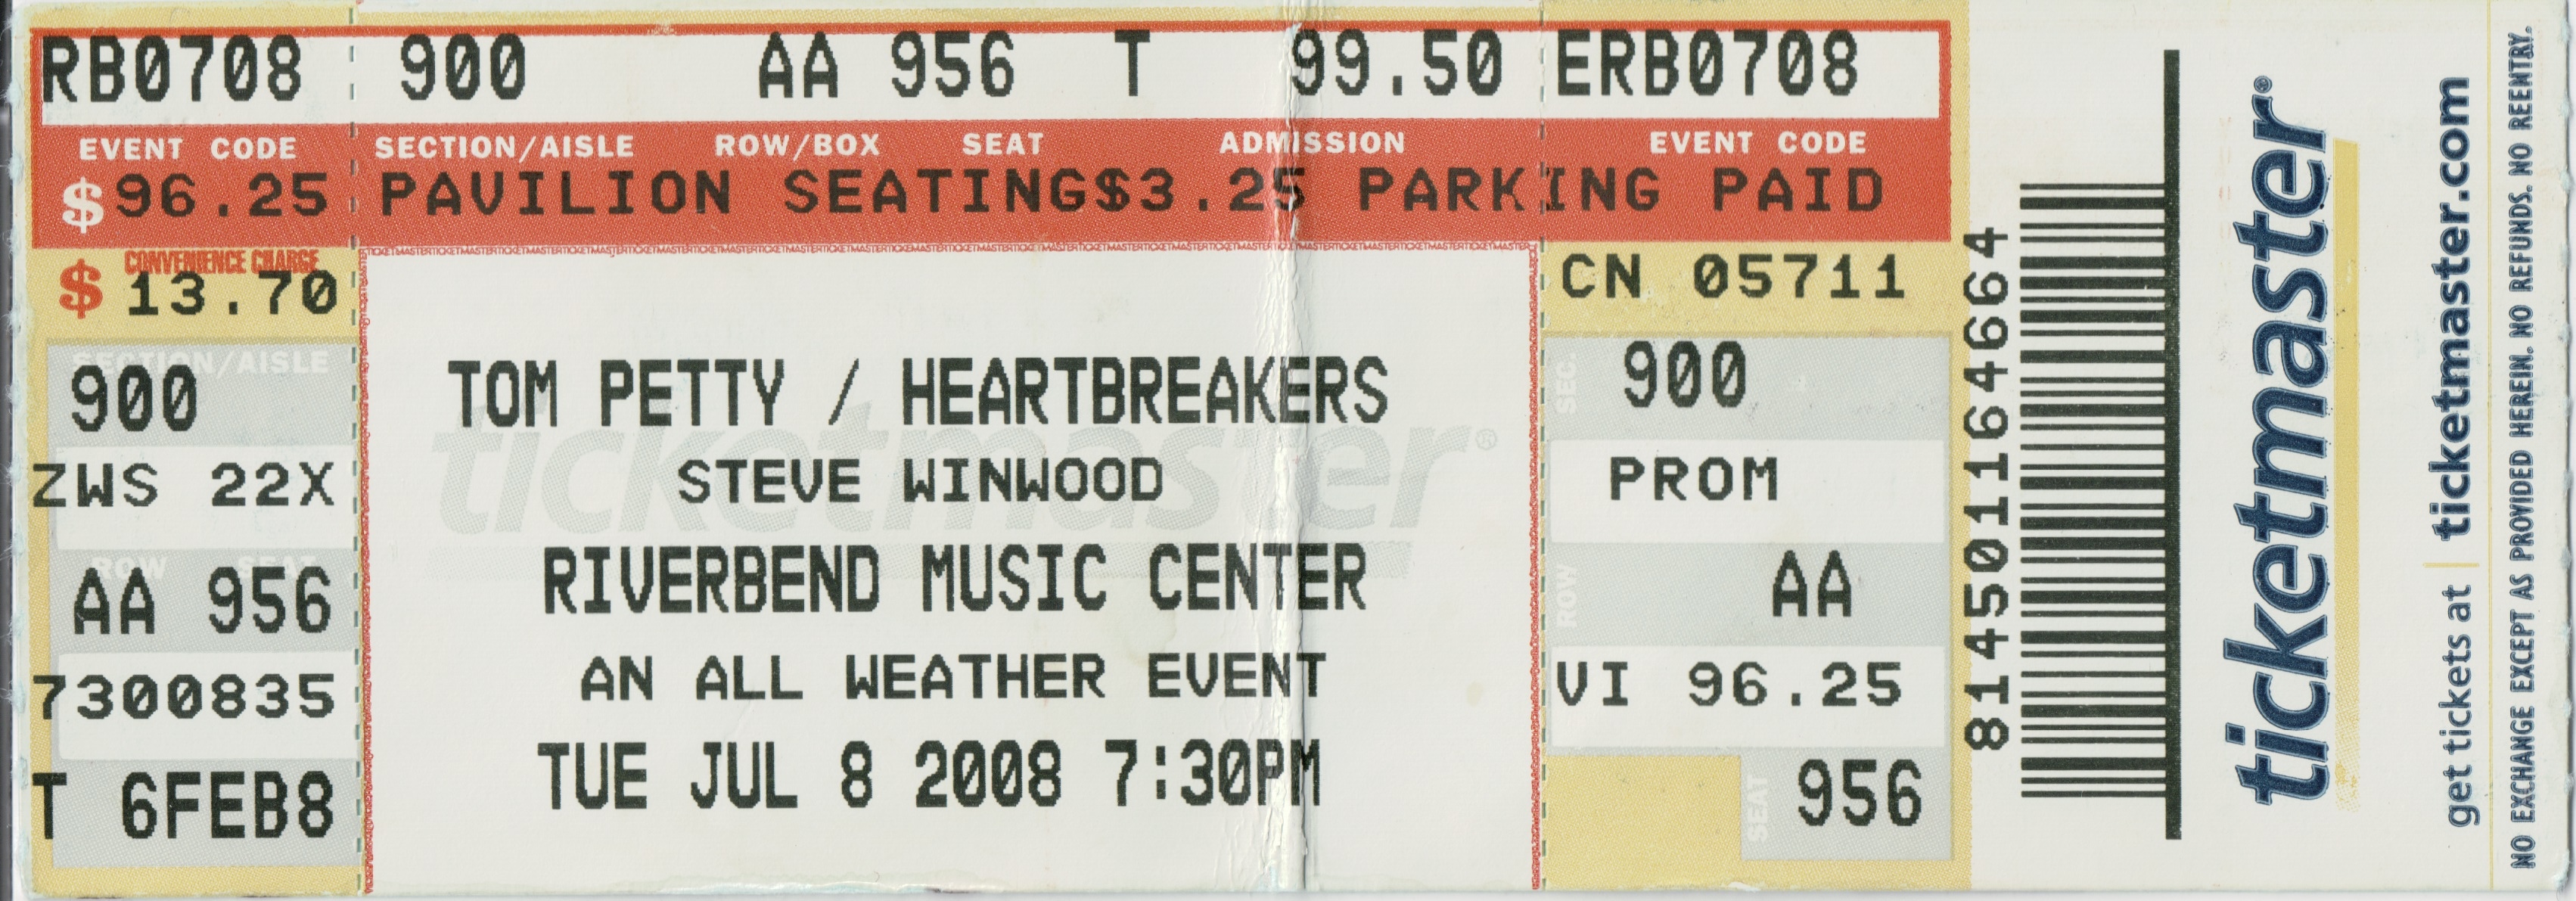 RB0708 900 AA 956 T 99.50 ERB0708
EVENT CODE SECTION/AISLE ROW/BOX SEAT ADMISSION EVENT CODE
$ 96.25 PAVILION SEATING$3.25 PARKING PAID
CONVENIENCE CHARGE
$ 13.70
SECTION/AISLE
900
ZWS 22X
ROW SEAT
AA 956
7300835
T 6FEB8
TOM PETTY / HEARTBREAKERS
STEVE WINWOOD
RIVERBEND MUSIC CENTER
AN ALL WEATHER EVENT
TUE JUL 8 2008 7:30PM
ticketmaster®
CN 05711
SEC. 900
PROM
ROW AA
VI 96.25
SEAT 956
814501164664
ticketmaster®
get tickets at | ticketmaster.com
NO EXCHANGE EXCEPT AS PROVIDED HEREIN. NO REFUNDS. NO REENTRY.